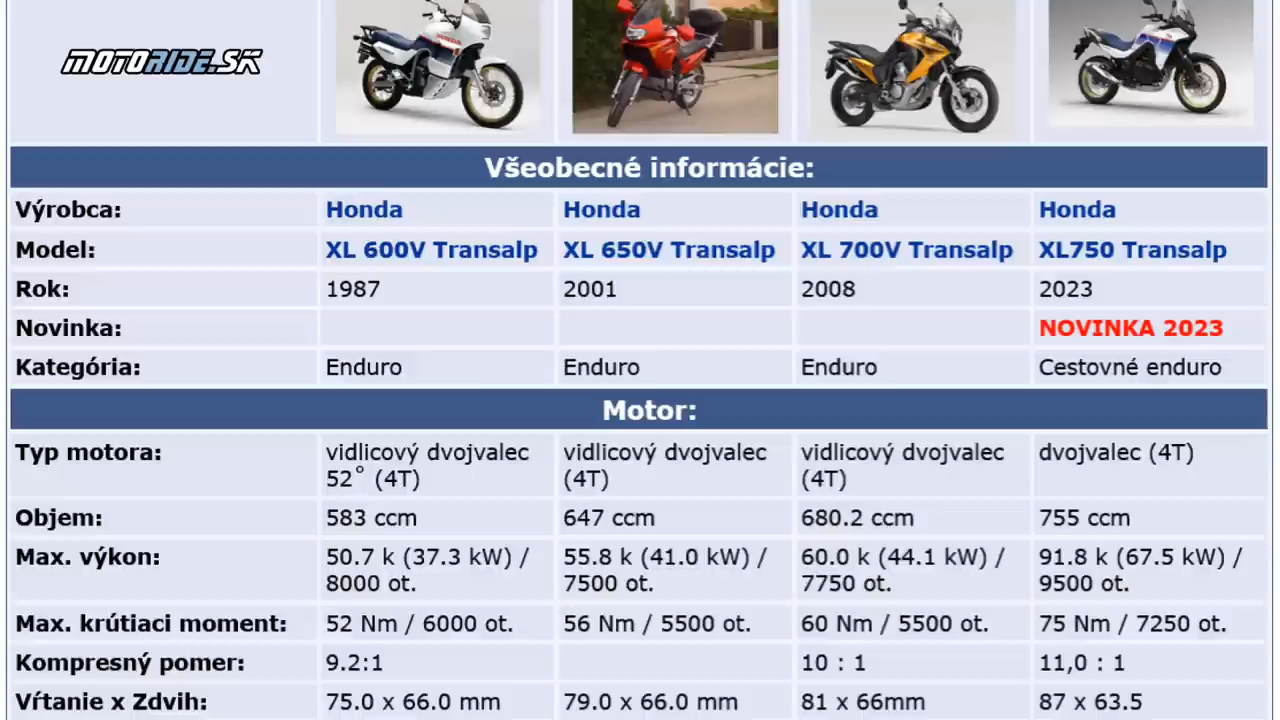 MOTORIDE.SK
HONDA
Všeobecné informácie:
Výrobca: Honda Honda Honda Honda
Model: XL 600V Transalp XL 650V Transalp XL 700V Transalp XL750 Transalp
Rok: 1987 2001 2008 2023
Novinka: NOVINKA 2023
Kategória: Enduro Enduro Enduro Cestovné enduro
Motor:
Typ motora: vidlicový dvojvalec vidlicový dvojvalec vidlicový dvojvalec dvojvalec (4T)
52° (4T) (4T) (4T)
Objem: 583 ccm 647 ccm 680.2 ccm 755 ccm
Max. výkon: 50.7 k (37.3 kW) / 55.8 k (41.0 kW) / 60.0 k (44.1 kW) / 91.8 k (67.5 kW) /
8000 ot. 7500 ot. 7750 ot. 9500 ot.
Max. krútiaci moment: 52 Nm / 6000 ot. 56 Nm / 5500 ot. 60 Nm / 5500 ot. 75 Nm / 7250 ot.
Kompresný pomer: 9.2:1 10 : 1 11,0 : 1
Vŕtanie x Zdvih: 75.0 x 66.0 mm 79.0 x 66.0 mm 81 x 66mm 87 x 63.5